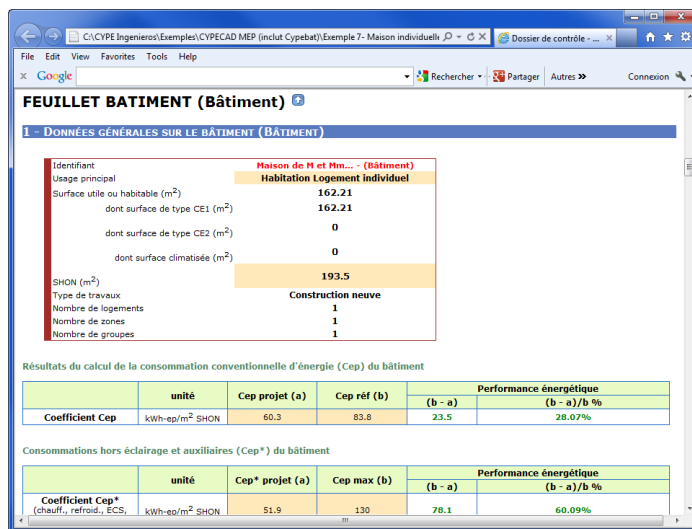 C:\CYPE Ingenieros\Exemples\CYPECAD MEP (inclut Cypebat)\Exemple 7- Maison individuelle
Dossier de contrôle - ...
File Edit View Favorites Tools Help
x Google Rechercher Partager Autres » Connexion
FEUILLET BATIMENT (Bâtiment)
1 - DONNÉES GÉNÉRALES SUR LE BÂTIMENT (BÂTIMENT)
Identifiant Maison de M et Mm... - (Bâtiment)
Usage principal Habitation Logement individuel
Surface utile ou habitable (m²) 162.21
dont surface de type CE1 (m²) 162.21
dont surface de type CE2 (m²) 0
dont surface climatisée (m²) 0
SHON (m²) 193.5
Type de travaux Construction neuve
Nombre de logements 1
Nombre de zones 1
Nombre de groupes 1
Résultats du calcul de la consommation conventionnelle d'énergie (Cep) du bâtiment
unité Cep projet (a) Cep réf (b) Performance énergétique
(b - a) (b - a)/b %
Coefficient Cep kWh-ep/m² SHON 60.3 83.8 23.5 28.07%
Consommations hors éclairage et auxiliaires (Cep*) du bâtiment
unité Cep* projet (a) Cep max (b) Performance énergétique
(b - a) (b - a)/b %
Coefficient Cep*
(chauff., refroid., ECS, kWh-ep/m² SHON 51.9 130 78.1 60.09%